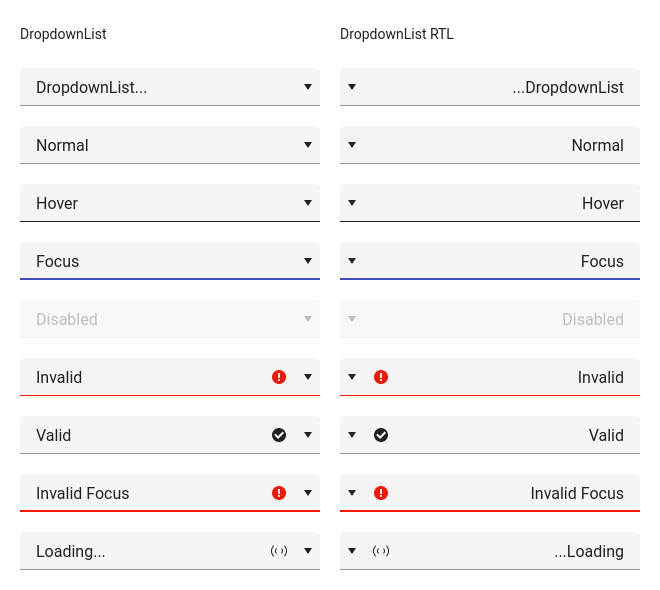 DropdownList
DropdownList RTL
DropdownList...
...DropdownList
Normal
Normal
Hover
Hover
Focus
Focus
Disabled
Disabled
Invalid
Invalid
Valid
Valid
Invalid Focus
Invalid Focus
Loading...
...Loading